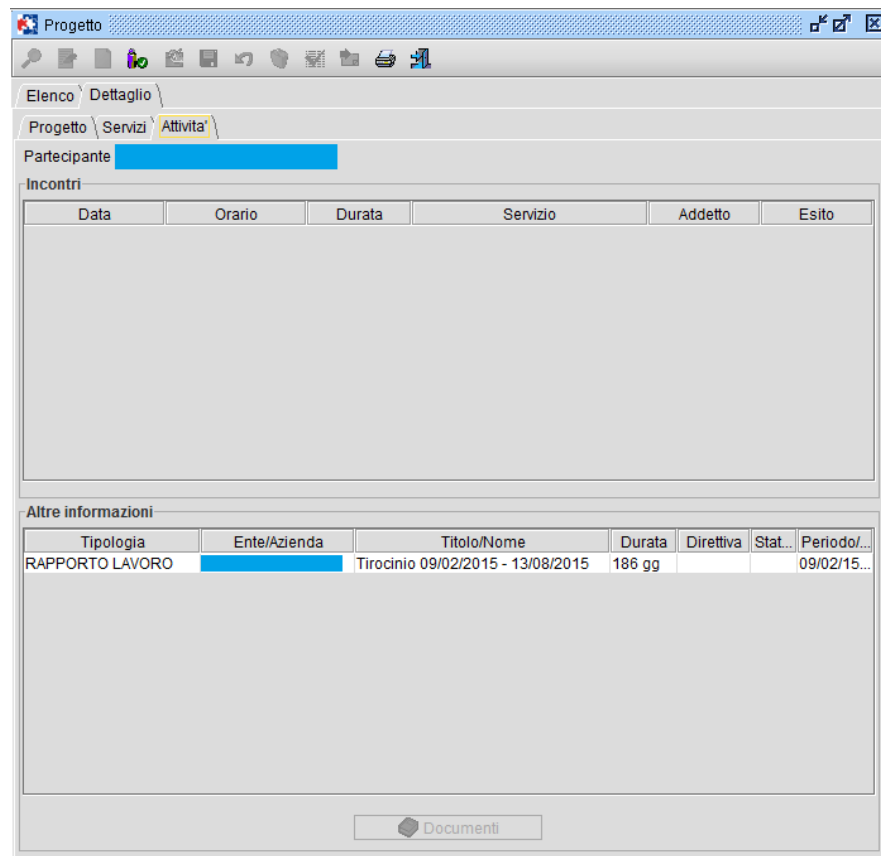 Progetto
Elenco Dettaglio
Progetto Servizi Attivita'
Partecipante
Incontri
Data Orario Durata Servizio Addetto Esito
Altre informazioni
Tipologia Ente/Azienda Titolo/Nome Durata Direttiva Stat... Periodo/...
RAPPORTO LAVORO Tirocinio 09/02/2015 - 13/08/2015 186 gg 09/02/15...
Documenti